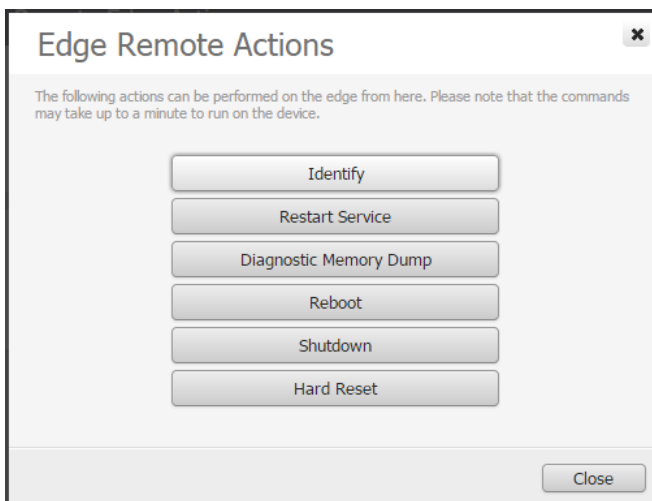 Edge Remote Actions
The following actions can be performed on the edge from here. Please note that the commands
may take up to a minute to run on the device.
Identify
Restart Service
Diagnostic Memory Dump
Reboot
Shutdown
Hard Reset
Close